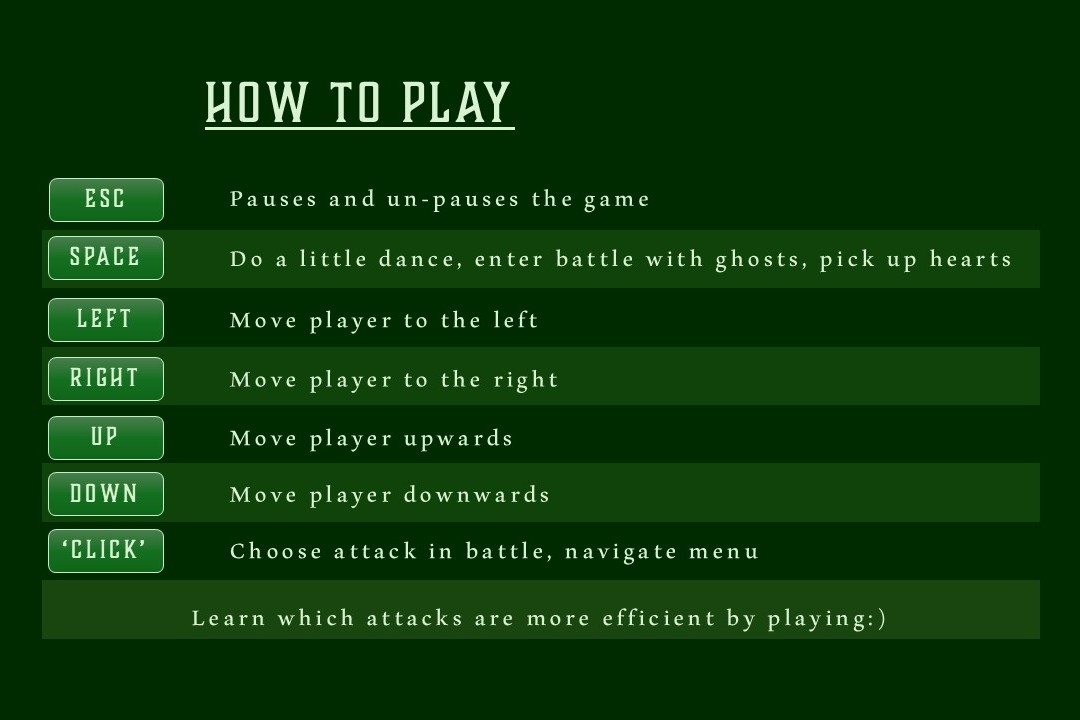 HOW TO PLAY
ESC Pauses and un-pauses the game
SPACE Do a little dance, enter battle with ghosts, pick up hearts
LEFT Move player to the left
RIGHT Move player to the right
UP Move player upwards
DOWN Move player downwards
‘CLICK’ Choose attack in battle, navigate menu
Learn which attacks are more efficient by playing:)